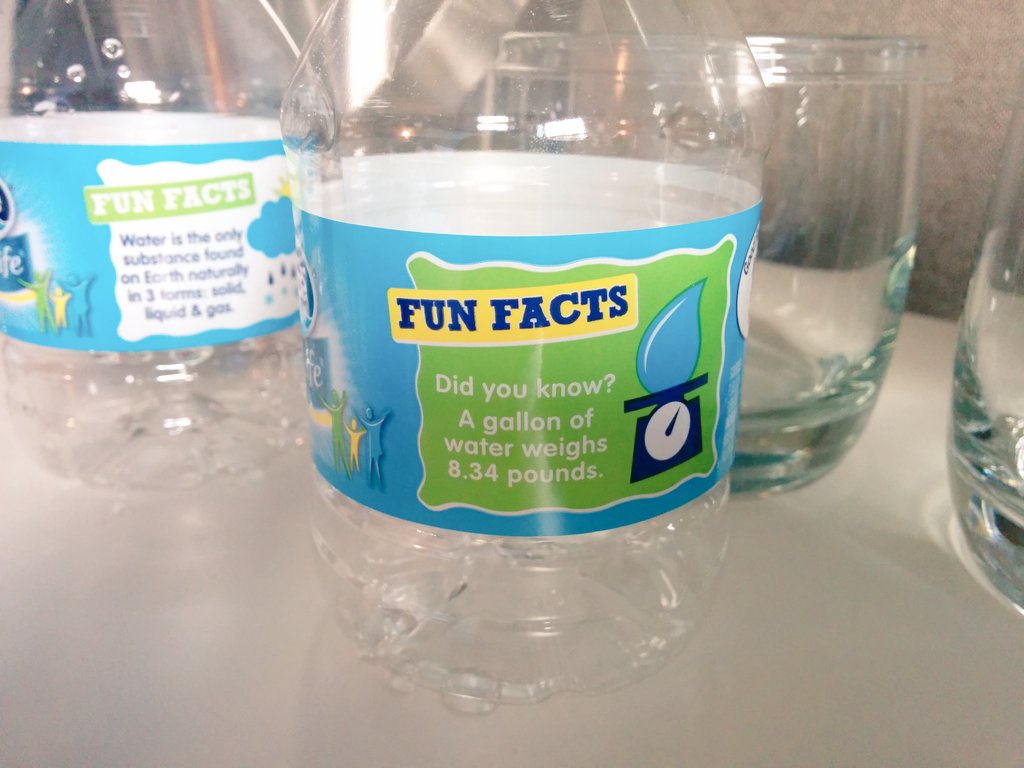 FUN FACTS
Water is the only
substance found
on Earth naturally
in 3 forms: solid,
liquid & gas.
FUN FACTS
Did you know?
A gallon of
water weighs
8.34 pounds.